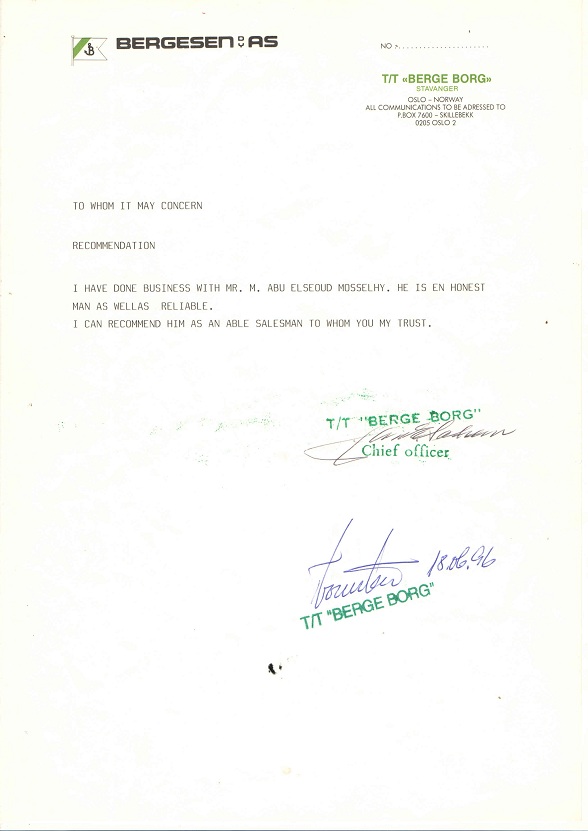 BERGESEN D.Y. AS
NO :.......................
T/T «BERGE BORG»
STAVANGER
OSLO – NORWAY
ALL COMMUNICATIONS TO BE ADRESSED TO
P.BOX 7600 – SKILLEBEKK
0205 OSLO 2
TO WHOM IT MAY CONCERN
RECOMMENDATION
I HAVE DONE BUSINESS WITH MR. M. ABU ELSEOUD MOSSELHY. HE IS EN HONEST
MAN AS WELLAS  RELIABLE.
I CAN RECOMMEND HIM AS AN ABLE SALESMAN TO WHOM YOU MY TRUST.
T/T "BERGE BORG"
Chief officer
18.06.96
T/T "BERGE BORG"